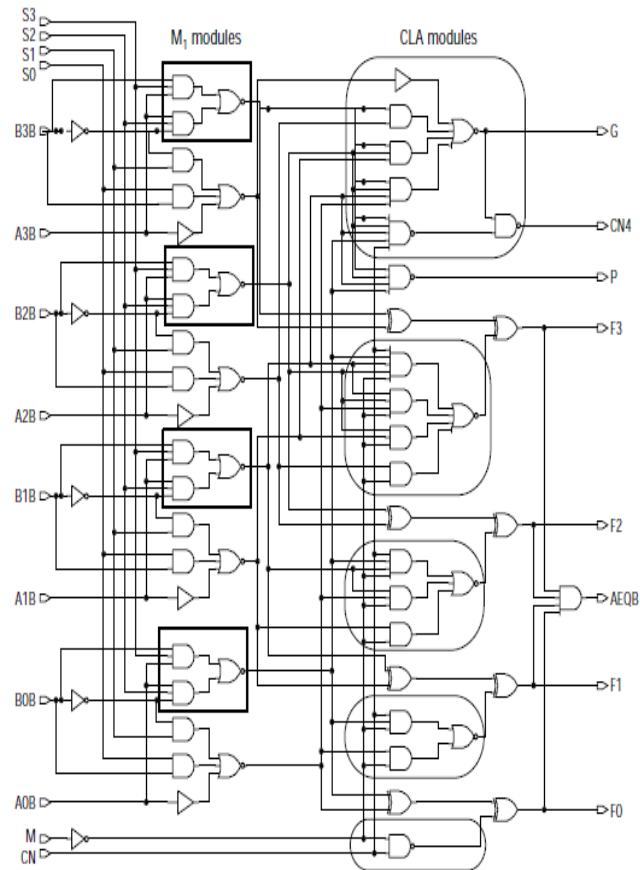 S3
S2
S1
S0
M1 modules
CLA modules
B3B
G
A3B
CN4
P
B2B
F3
A2B
B1B
F2
A1B
AEQB
B0B
F1
A0B
F0
M
CN